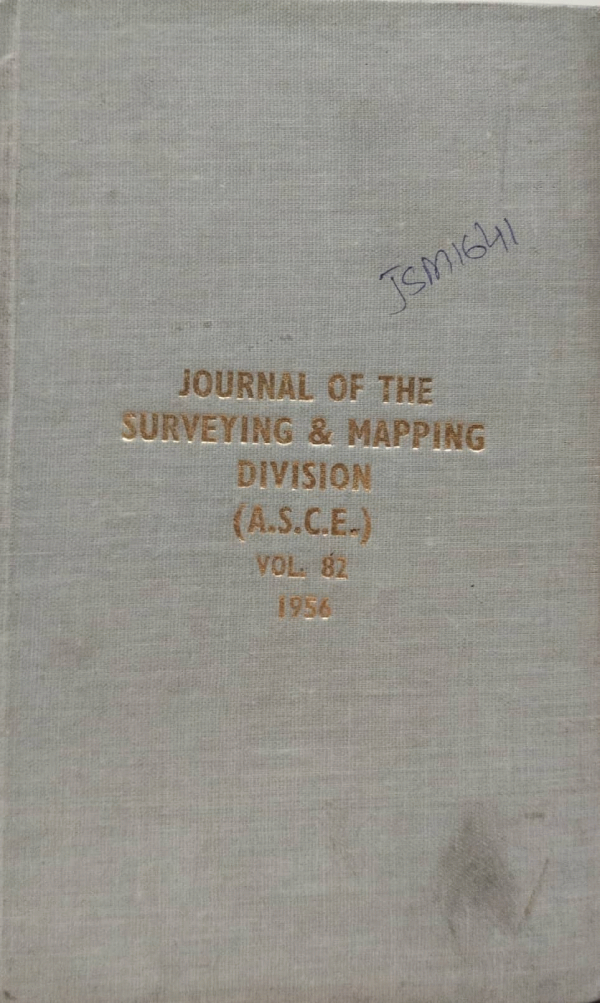 JSM1641
JOURNAL OF THE
SURVEYING & MAPPING
DIVISION
(A.S.C.E.)
VOL. 82
1956